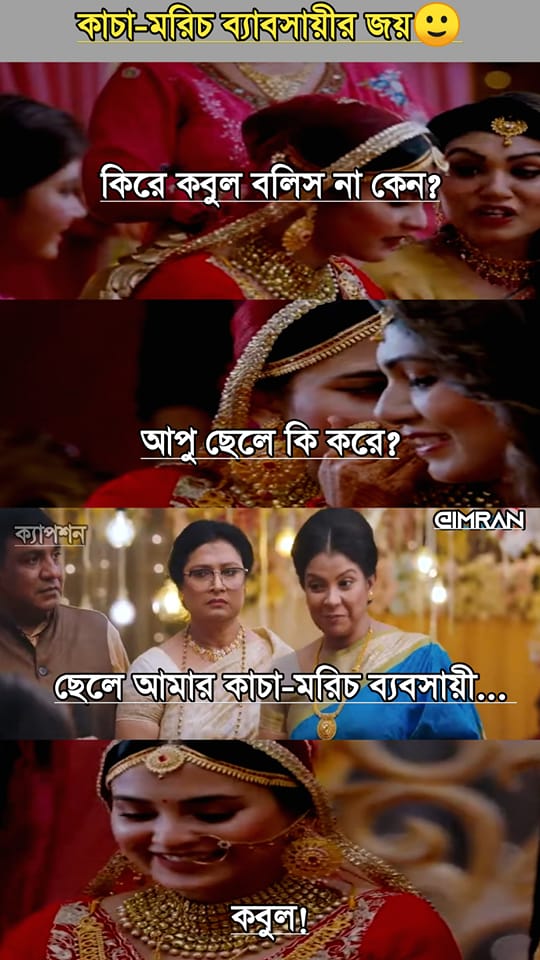 কাচা-মরিচ ব্যাবসায়ীর জয়🙂
কিরে কবুল বলিস না কেন?
আপু ছেলে কি করে?
ক্যাপশন
@IMRAN
ছেলে আমার কাচা-মরিচ ব্যবসায়ী...
কবুল!